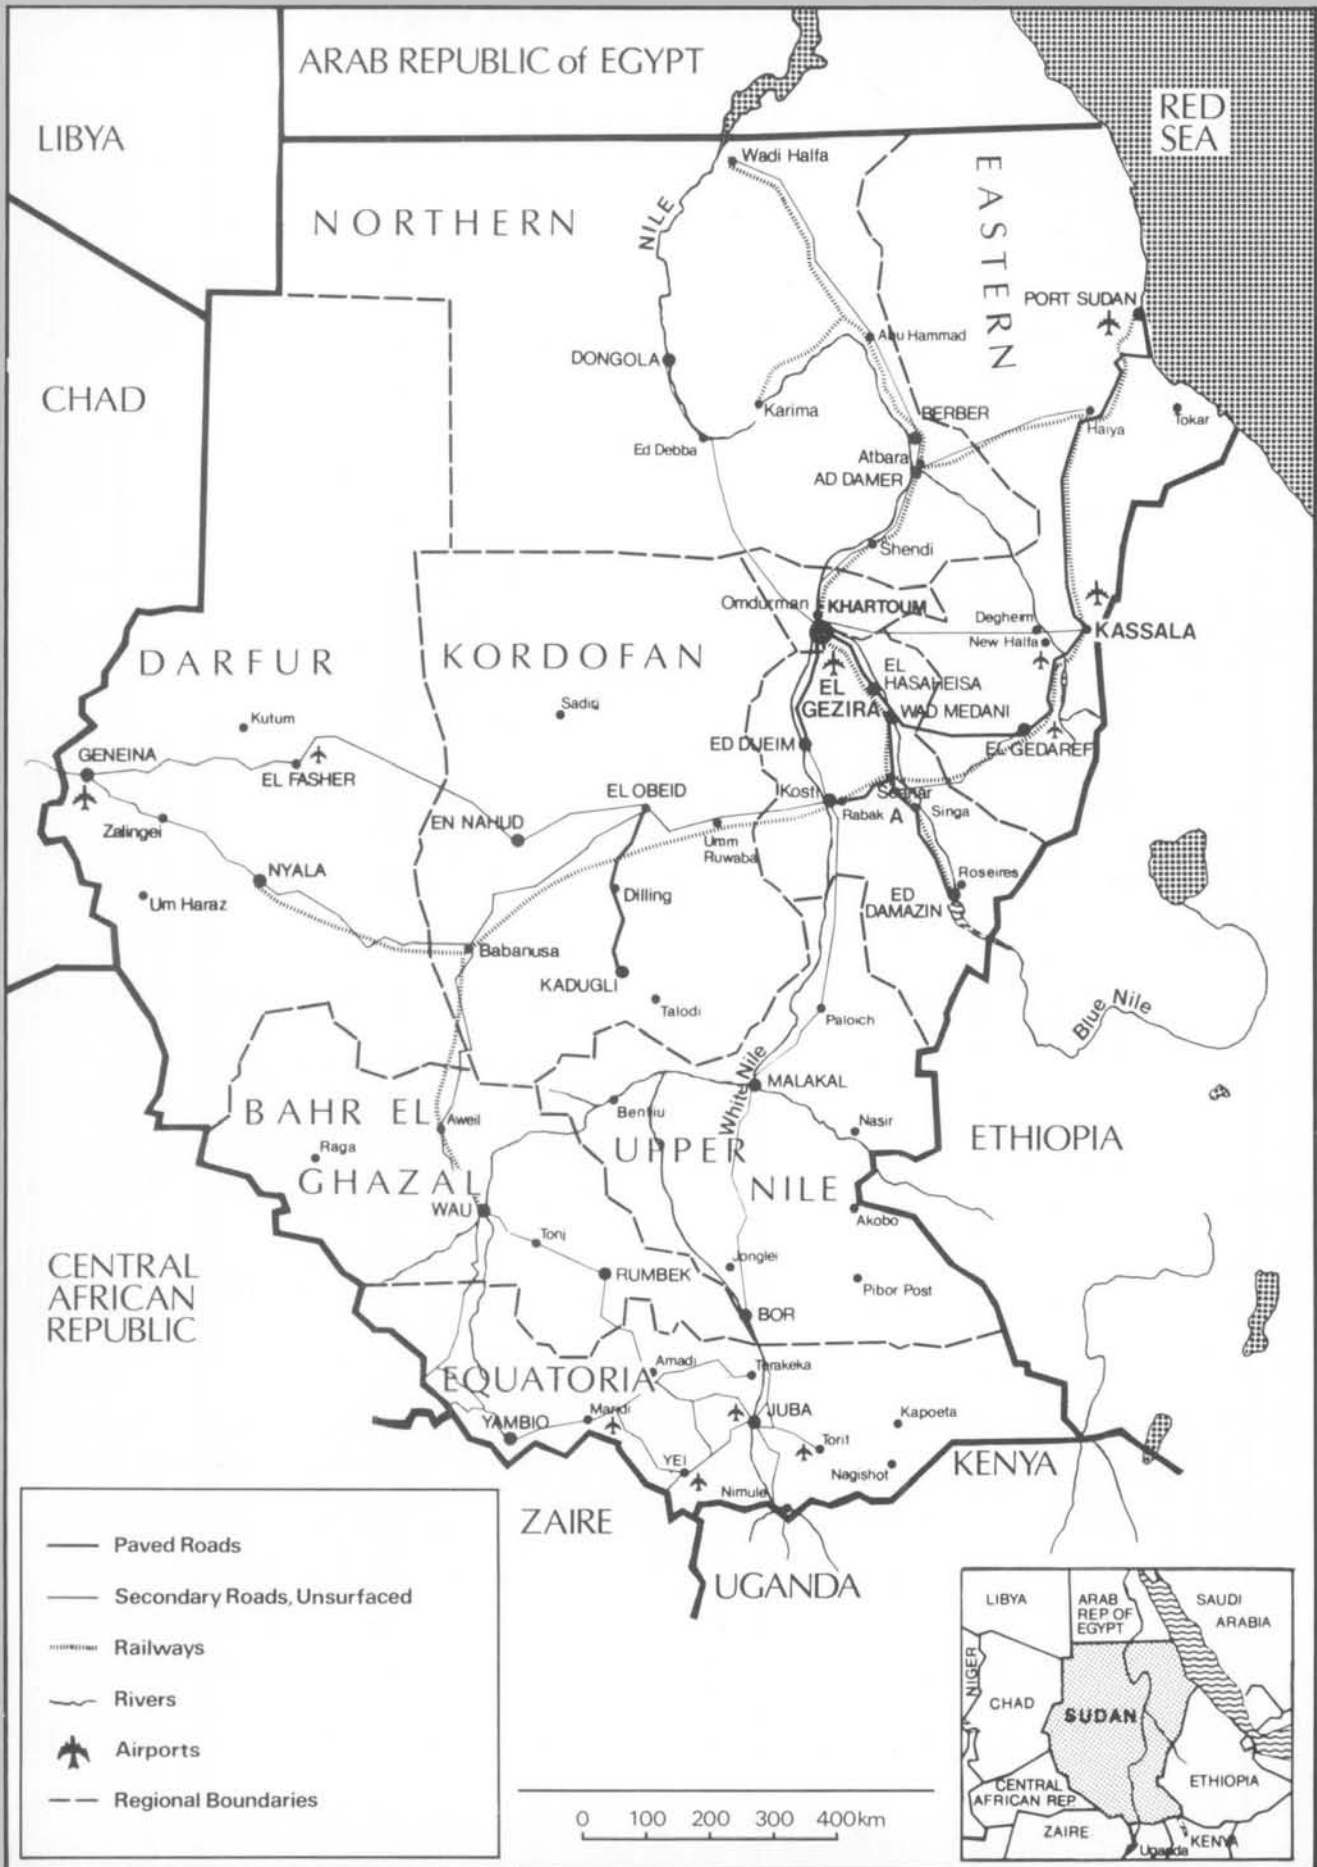 ARAB REPUBLIC of EGYPT
LIBYA
RED
SEA
Wadi Halfa
EASTERN
NORTHERN
NILE
PORT SUDAN
Abu Hammad
DONGOLA
CHAD
Karima
BERBER
Haiya
Tokar
Ed Debba
Atbara
AD DAMER
Shendi
Omdurman
KHARTOUM
Degheim
KASSALA
New Halfa
DARFUR
KORDOFAN
EL
HASAHEISA
EL
GEZIRA
WAD MEDANI
Kutum
ED DUEIM
EL GEDAREF
GENEINA
EL FASHER
EL OBEID
Kosti
Rabak
A
Singa
Zalingei
EN NAHUD
Umm
Ruwaba
NYALA
Dilling
Roseires
ED
DAMAZIN
Um Haraz
Babanusa
KADUGLI
Talodi
Paloich
Blue Nile
White Nile
MALAKAL
BAHR EL
Aweil
Bentiu
Nasir
ETHIOPIA
Raga
UPPER
GHAZAL
NILE
WAU
Akobo
Tonj
CENTRAL
AFRICAN
REPUBLIC
Jonglei
RUMBEK
Pibor Post
BOR
Amadi
Terakeka
EQUATORIA
YAMBIO
JUBA
Kapoeta
Torit
YEI
Nagishot
KENYA
Nimule
ZAIRE
UGANDA
Paved Roads
Secondary Roads, Unsurfaced
Railways
Rivers
Airports
Regional Boundaries
0 100 200 300 400km
LIBYA
ARAB
REP OF
EGYPT
SAUDI
ARABIA
NIGER
CHAD
SUDAN
CENTRAL
AFRICAN REP.
ETHIOPIA
ZAIRE
Uganda
KENYA